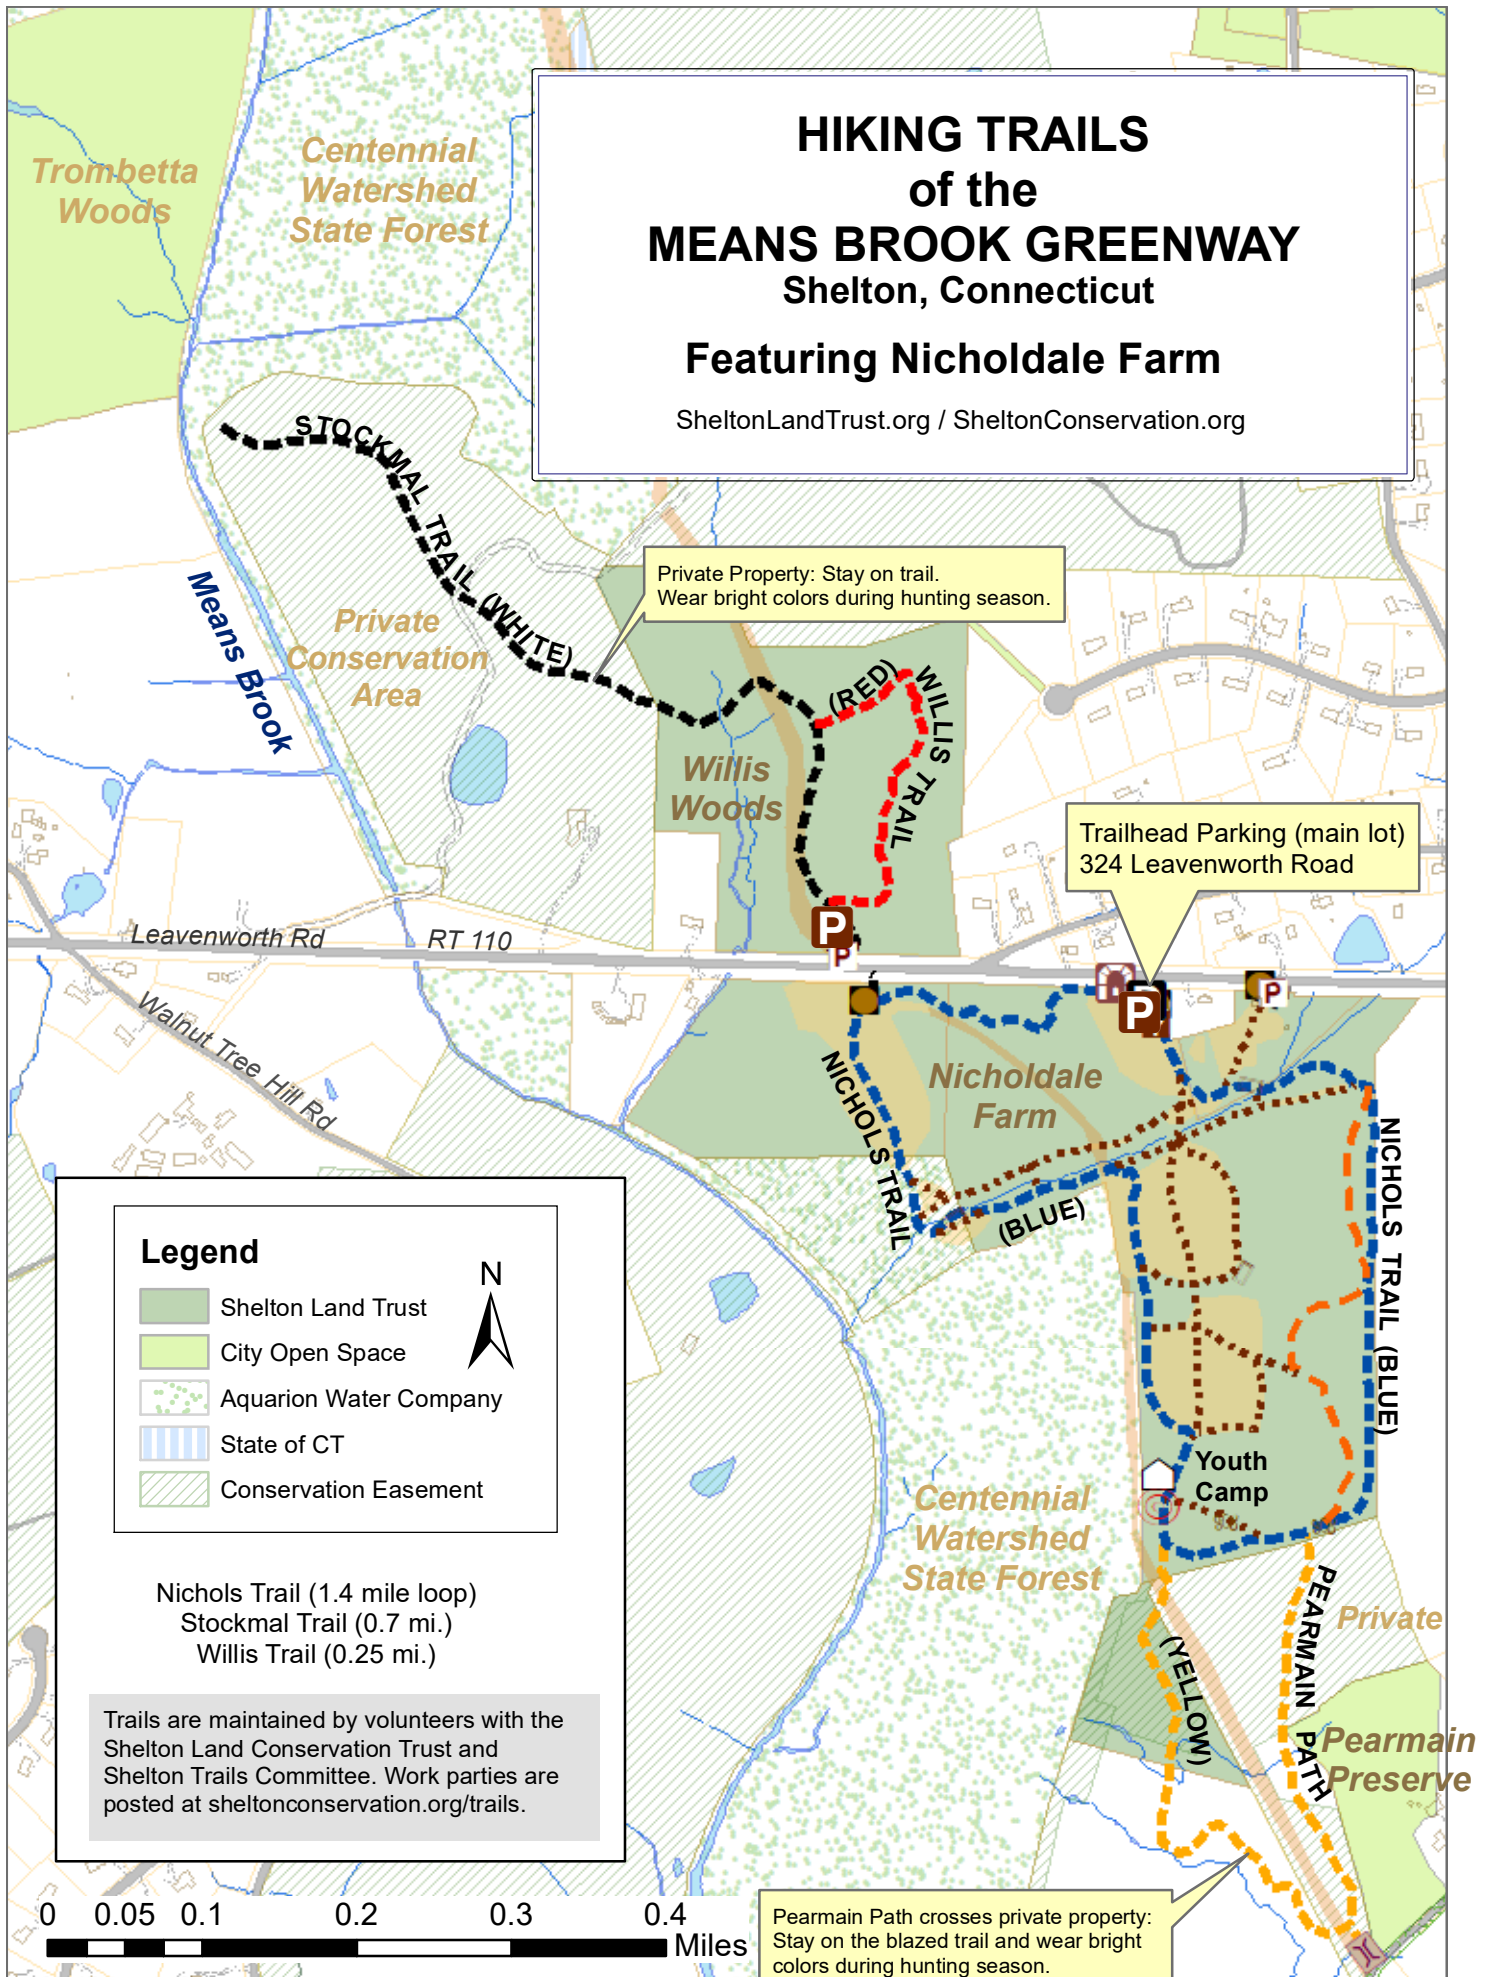 HIKING TRAILS
of the
MEANS BROOK GREENWAY
Shelton, Connecticut
Featuring Nicholdale Farm
SheltonLandTrust.org / SheltonConservation.org
Trombetta
Woods
Centennial
Watershed
State Forest
STOCKMAL TRAIL (WHITE)
Private Property: Stay on trail.
Wear bright colors during hunting season.
Means Brook
Private
Conservation
Area
(RED) WILLIS TRAIL
Willis
Woods
Trailhead Parking (main lot)
324 Leavenworth Road
P
P
Leavenworth Rd
RT 110
P
P
Walnut Tree Hill Rd
Nicholdale
Farm
NICHOLS TRAIL
(BLUE)
NICHOLS TRAIL (BLUE)
Youth
Camp
Centennial
Watershed
State Forest
(YELLOW)
PEARMAIN PATH
Private
Pearmain
Preserve
Pearmain Path crosses private property:
Stay on the blazed trail and wear bright
colors during hunting season.
Legend
N
Shelton Land Trust
City Open Space
Aquarion Water Company
State of CT
Conservation Easement
Nichols Trail (1.4 mile loop)
Stockmal Trail (0.7 mi.)
Willis Trail (0.25 mi.)
Trails are maintained by volunteers with the
Shelton Land Conservation Trust and
Shelton Trails Committee. Work parties are
posted at sheltonconservation.org/trails.
0 0.05 0.1 0.2 0.3 0.4
Miles